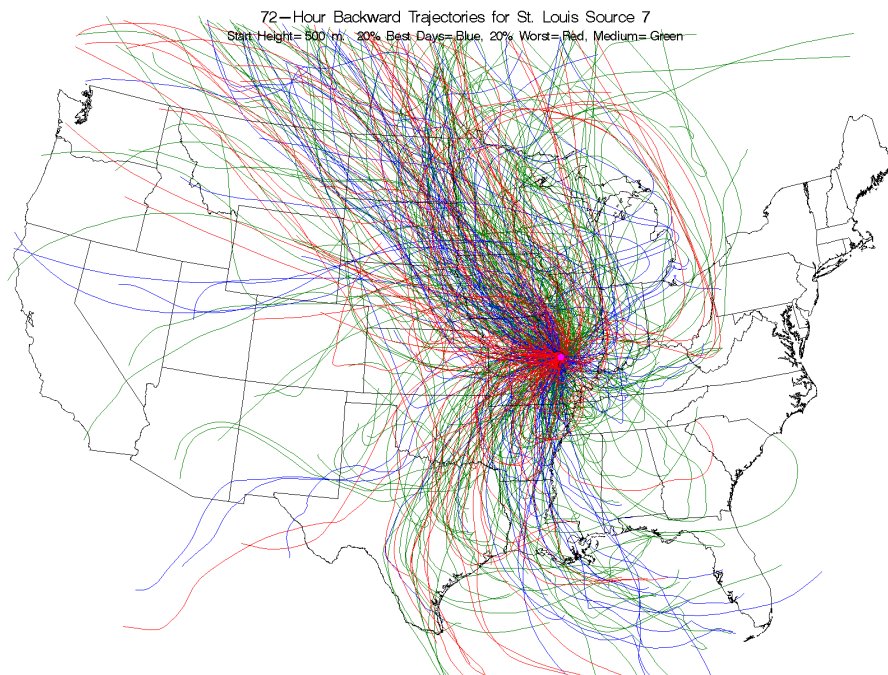 72-Hour Backward Trajectories for St. Louis Source 7
Start Height= 500 m. 20% Best Days=Blue, 20% Worst=Red, Medium=Green